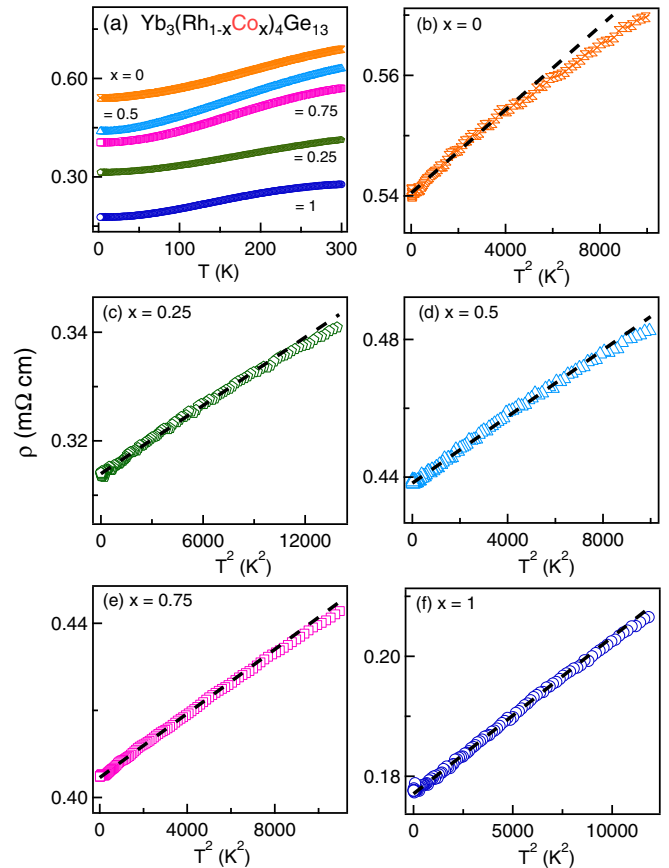 (a) Yb3(Rh1-xCox)4Ge13
x = 0
= 0.5
= 0.75
= 0.25
= 1
0.60
0.30
0 100 200 300
T (K)
(b) x = 0
0.56
0.54
0 4000 8000
T² (K²)
(c) x = 0.25
0.34
0.32
0 6000 12000
T² (K²)
(d) x = 0.5
0.48
0.44
0 2000 4000 6000 8000
T² (K²)
ρ (mΩ cm)
(e) x = 0.75
0.44
0.40
0 4000 8000
T² (K²)
(f) x = 1
0.20
0.18
0 5000 10000
T² (K²)